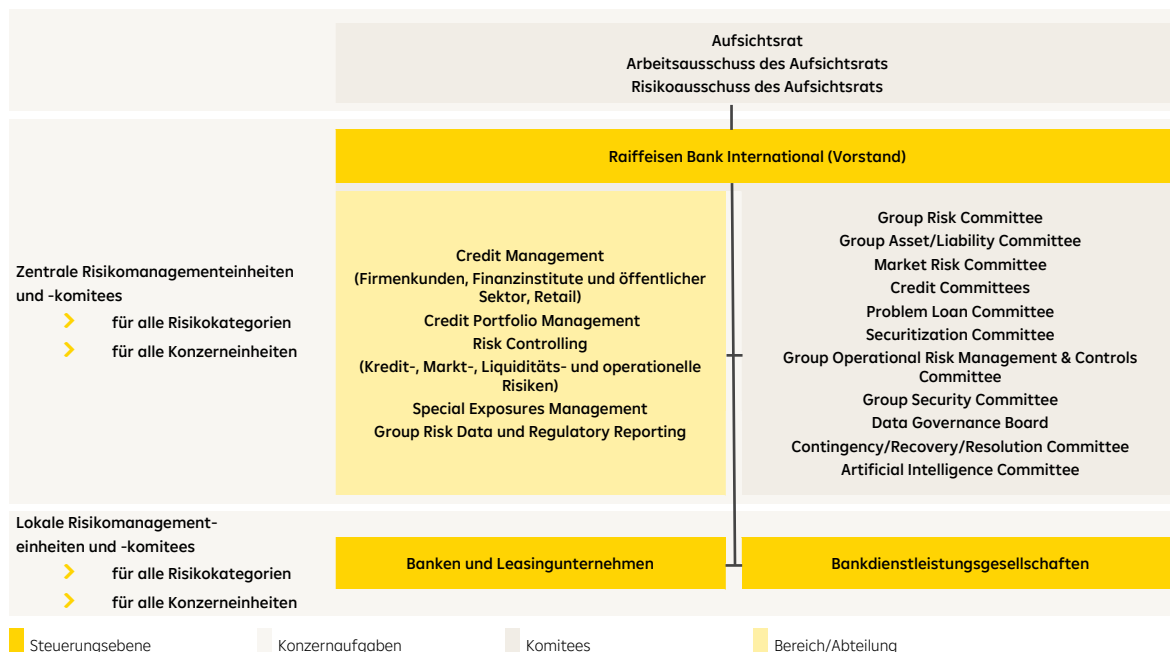 Aufsichtsrat
Arbeitsausschuss des Aufsichtsrats
Risikoausschuss des Aufsichtsrats
Raiffeisen Bank International (Vorstand)
Zentrale Risikomanagementeinheiten
und -komitees
für alle Risikokategorien
für alle Konzerneinheiten
Credit Management
(Firmenkunden, Finanzinstitute und öffentlicher
Sektor, Retail)
Credit Portfolio Management
Risk Controlling
(Kredit-, Markt-, Liquiditäts- und operationelle
Risiken)
Special Exposures Management
Group Risk Data und Regulatory Reporting
Group Risk Committee
Group Asset/Liability Committee
Market Risk Committee
Credit Committees
Problem Loan Committee
Securitization Committee
Group Operational Risk Management & Controls
Committee
Group Security Committee
Data Governance Board
Contingency/Recovery/Resolution Committee
Artificial Intelligence Committee
Lokale Risikomanagement-
einheiten und -komitees
für alle Risikokategorien
für alle Konzerneinheiten
Banken und Leasingunternehmen
Bankdienstleistungsgesellschaften
Steuerungsebene
Konzernaufgaben
Komitees
Bereich/Abteilung